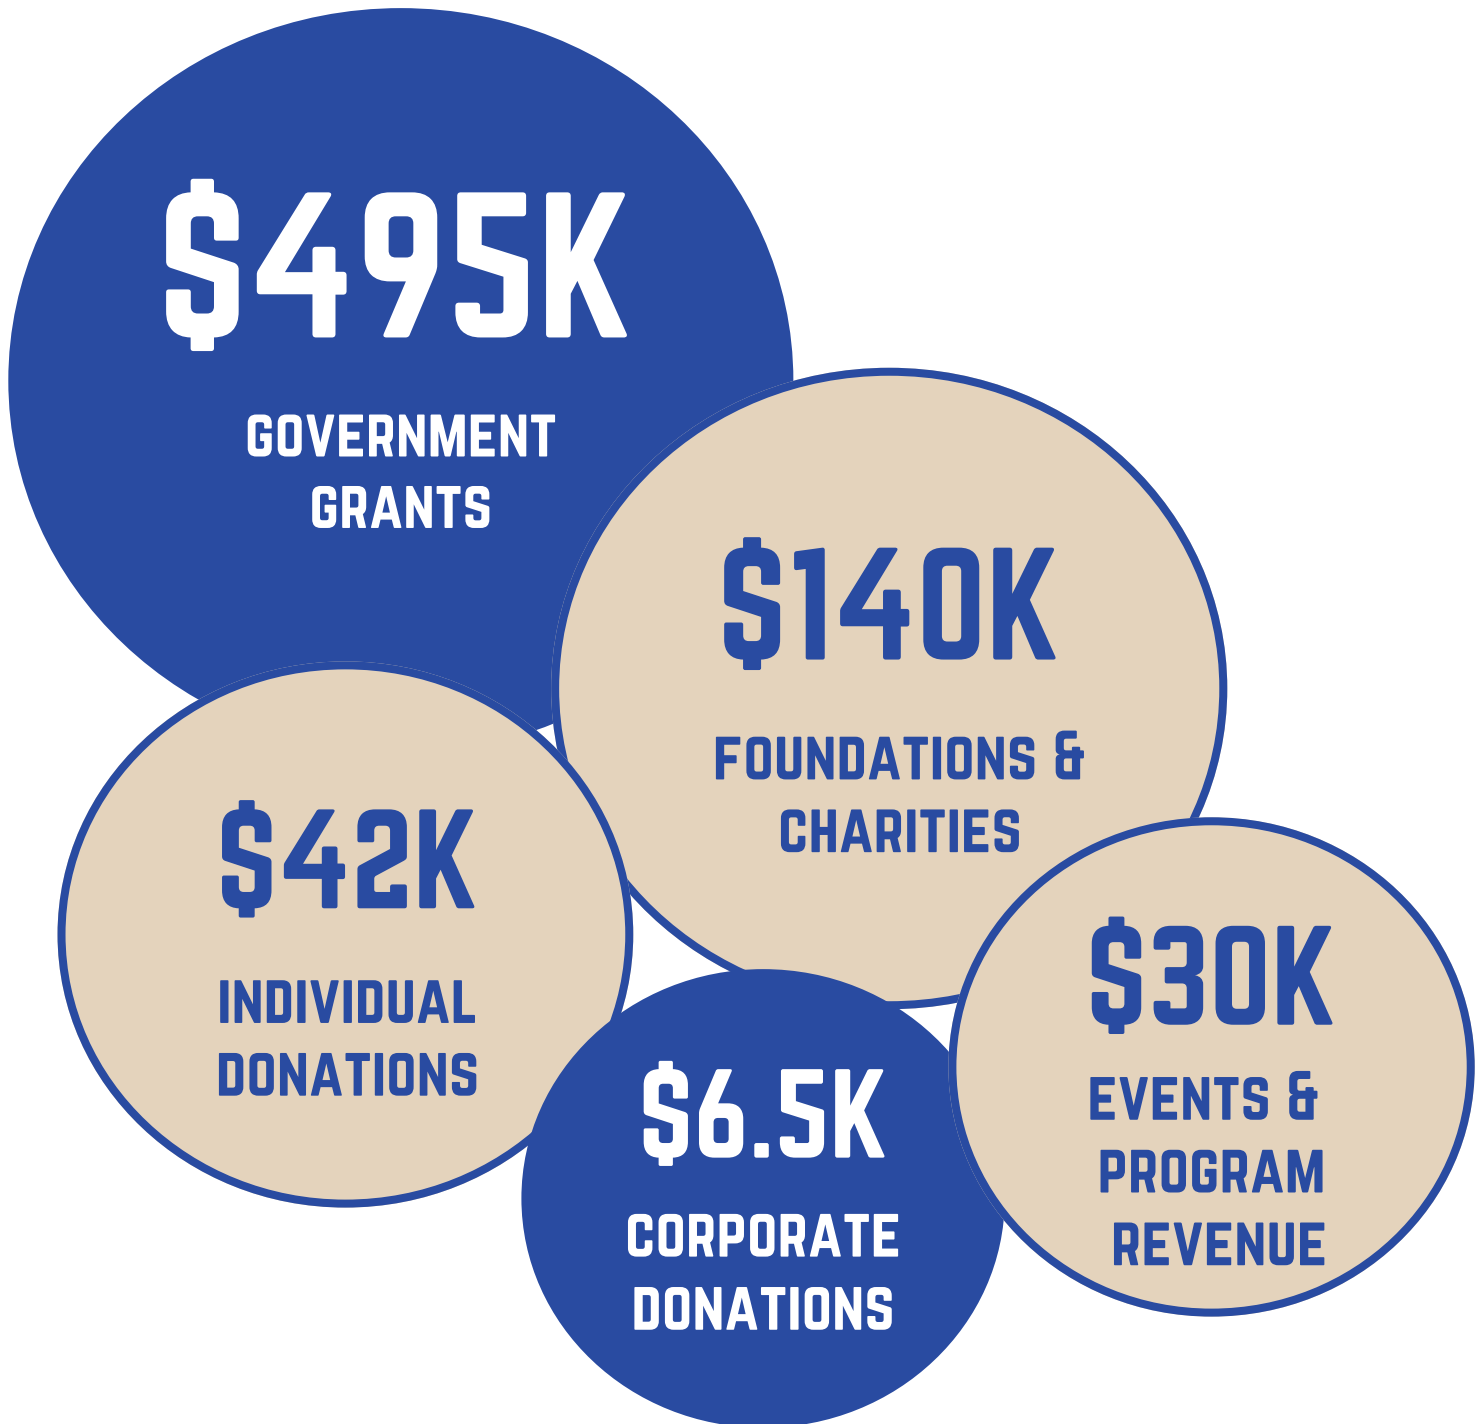 $495K
GOVERNMENT
GRANTS
$140K
FOUNDATIONS &
CHARITIES
$42K
INDIVIDUAL
DONATIONS
$30K
EVENTS &
PROGRAM
REVENUE
$6.5K
CORPORATE
DONATIONS